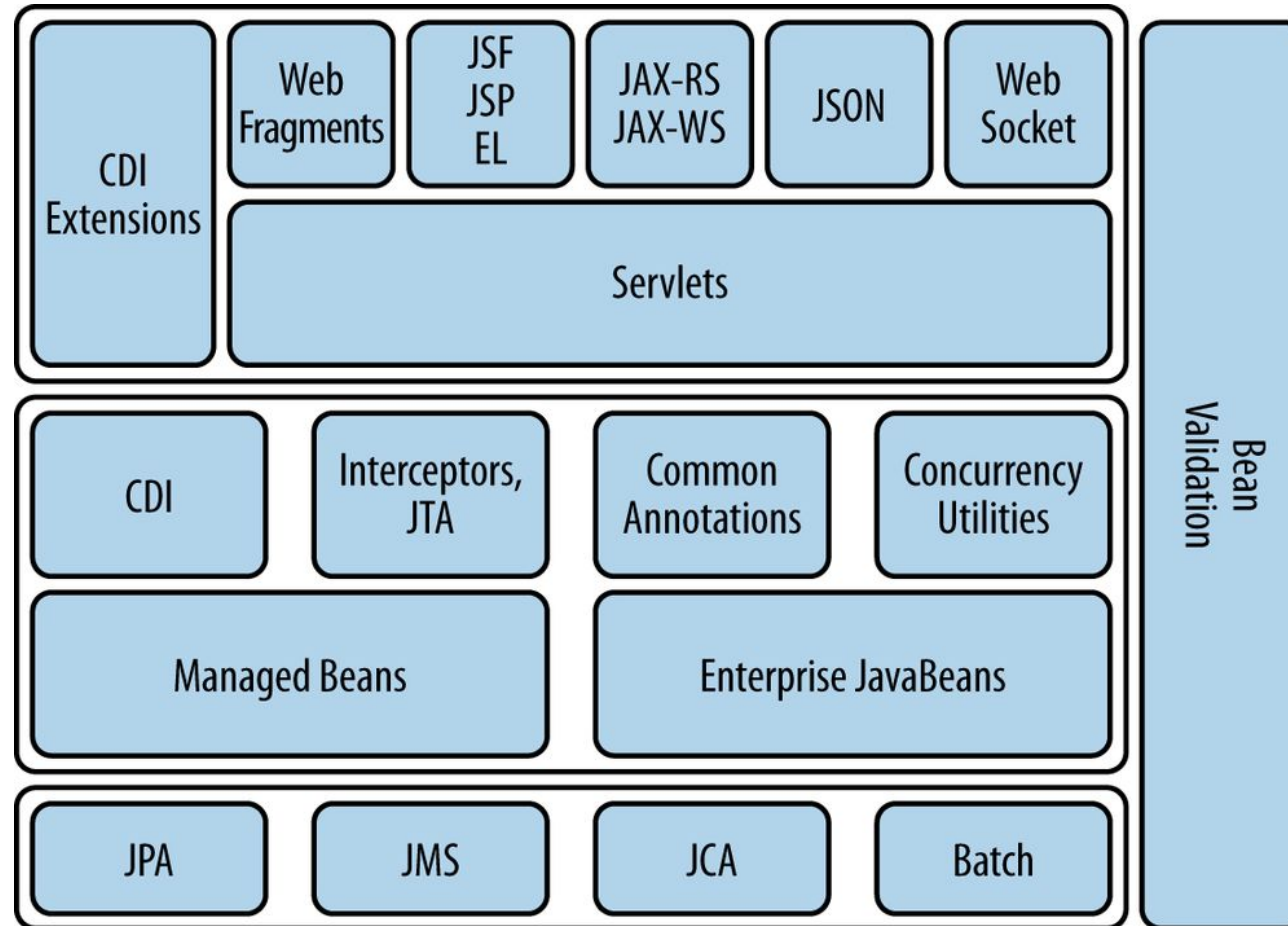 CDI
Extensions
Web
Fragments
JSF
JSP
EL
JAX-RS
JAX-WS
JSON
Web
Socket
Servlets
CDI
Interceptors,
JTA
Common
Annotations
Concurrency
Utilities
Managed Beans
Enterprise JavaBeans
JPA
JMS
JCA
Batch
Bean
Validation